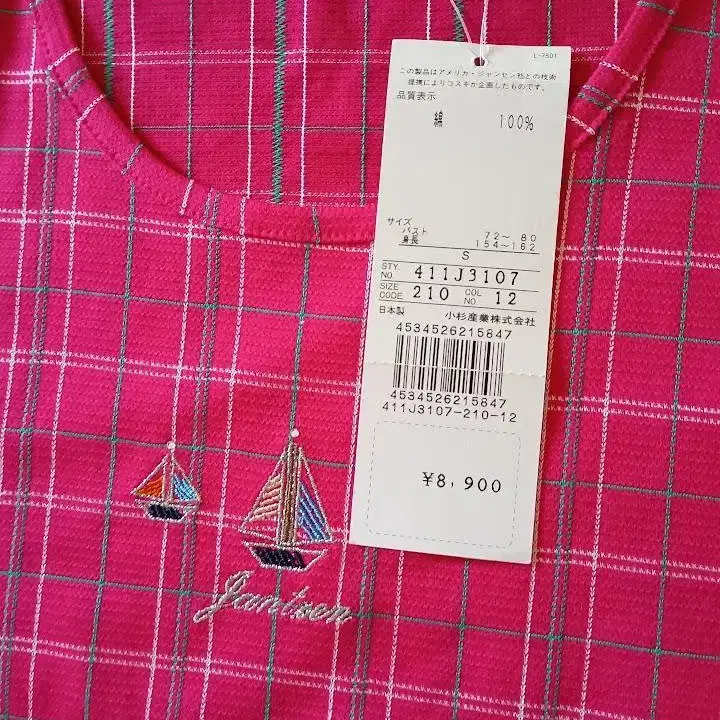 L-7501
この製品はアメリカ・ジャンセン社との技術
提携によりコスギが企画したものです。
品質表示
綿 100%
サイズ
バスト 72～ 80
身長 154～162
S
STY. NO. 411J3107
SIZE CODE 210 COL NO. 12
日本製 小杉産業株式会社
4534526215847
4534526215847
411J3107-210-12
¥8,900
Jantzen